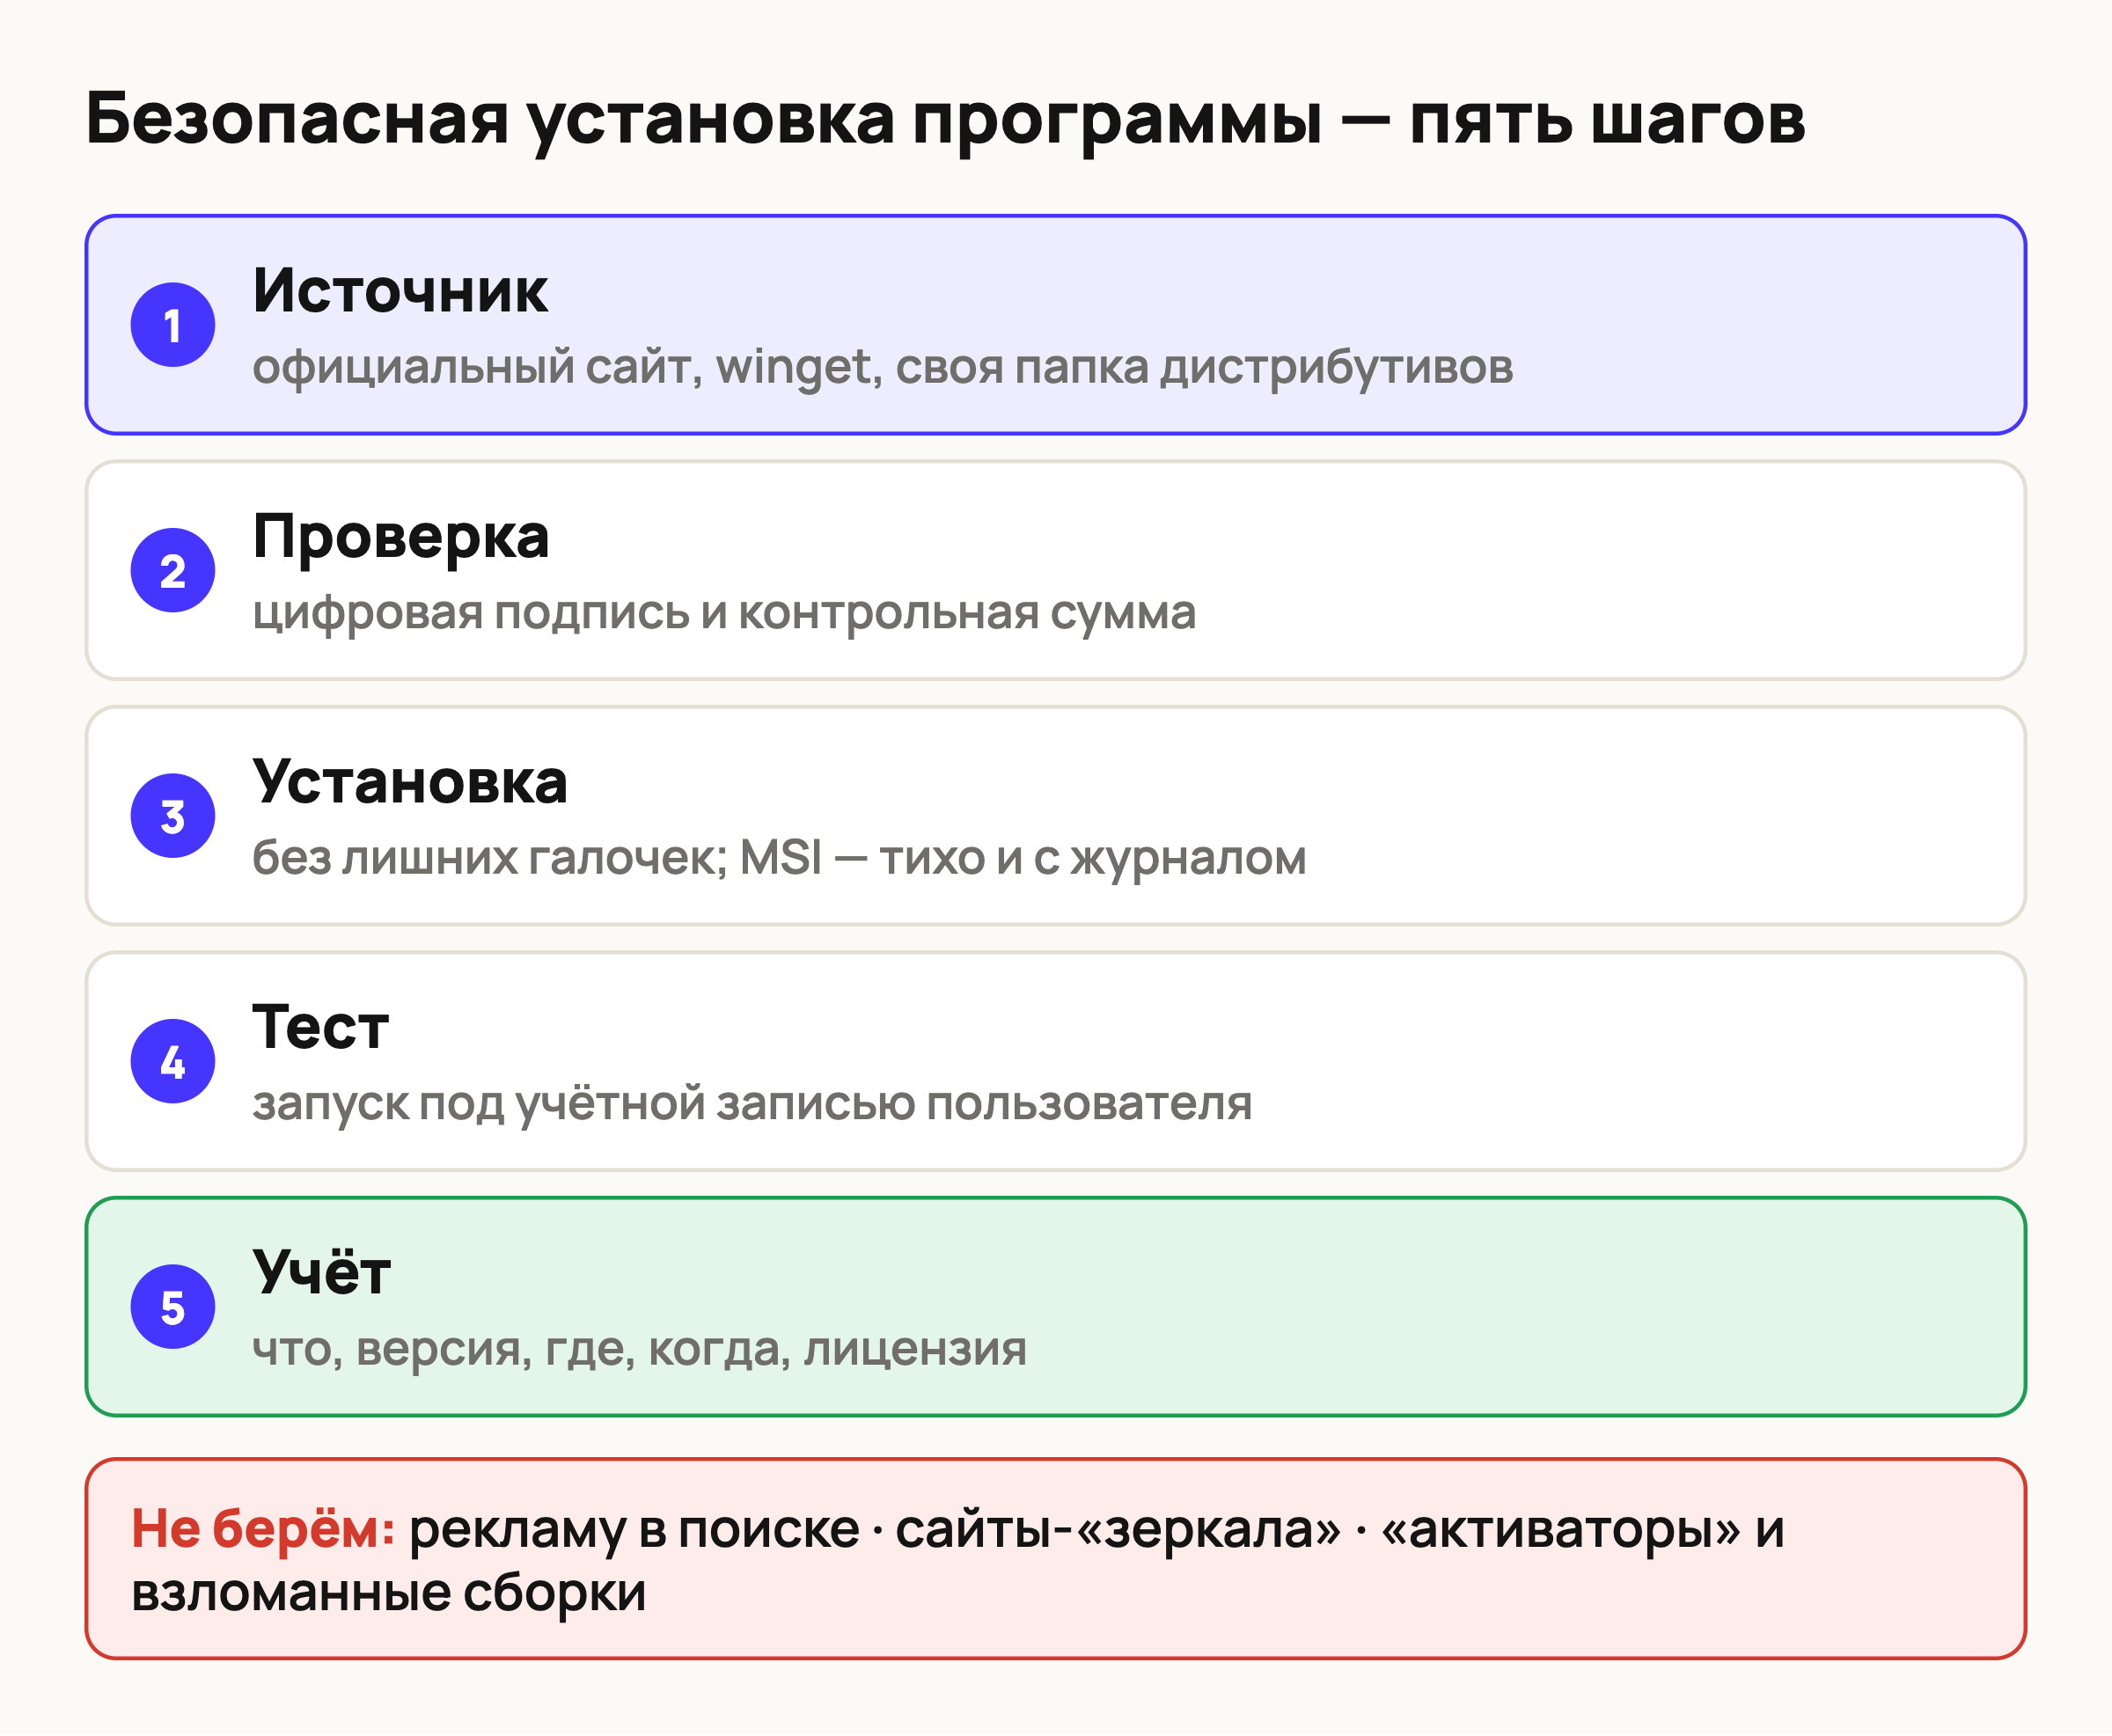 Безопасная установка программы — пять шагов
1
Источник
официальный сайт, winget, своя папка дистрибутивов
2
Проверка
цифровая подпись и контрольная сумма
3
Установка
без лишних галочек; MSI — тихо и с журналом
4
Тест
запуск под учётной записью пользователя
5
Учёт
что, версия, где, когда, лицензия
Не берём: рекламу в поиске · сайты-«зеркала» · «активаторы» и
взломанные сборки